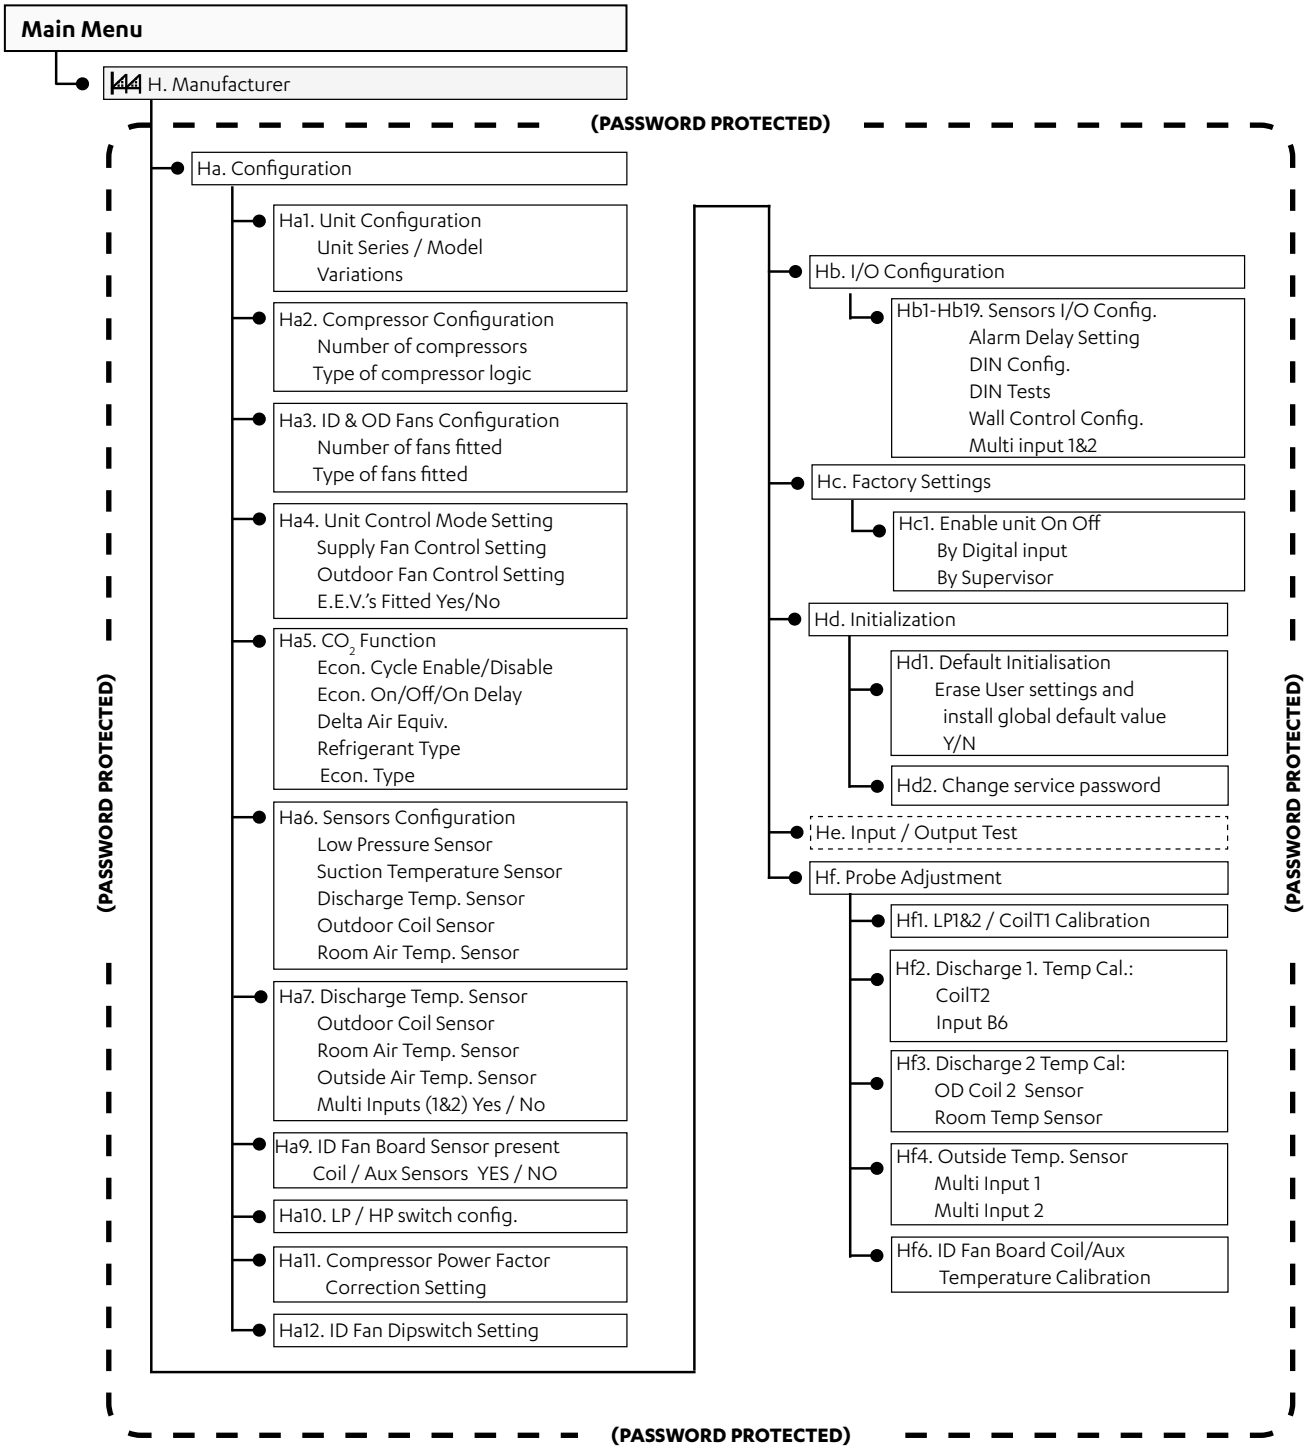 Main Menu
H. Manufacturer
(PASSWORD PROTECTED)
Ha. Configuration
Ha1. Unit Configuration
Unit Series / Model
Variations
Ha2. Compressor Configuration
Number of compressors
Type of compressor logic
Ha3. ID & OD Fans Configuration
Number of fans fitted
Type of fans fitted
Ha4. Unit Control Mode Setting
Supply Fan Control Setting
Outdoor Fan Control Setting
E.E.V.'s Fitted Yes/No
Ha5. CO2 Function
Econ. Cycle Enable/Disable
Econ. On/Off/On Delay
Delta Air Equiv.
Refrigerant Type
Econ. Type
Ha6. Sensors Configuration
Low Pressure Sensor
Suction Temperature Sensor
Discharge Temp. Sensor
Outdoor Coil Sensor
Room Air Temp. Sensor
Ha7. Discharge Temp. Sensor
Outdoor Coil Sensor
Room Air Temp. Sensor
Outside Air Temp. Sensor
Multi Inputs (1&2) Yes / No
Ha9. ID Fan Board Sensor present
Coil / Aux Sensors YES / NO
Ha10. LP / HP switch config.
Ha11. Compressor Power Factor
Correction Setting
Ha12. ID Fan Dipswitch Setting
Hb. I/O Configuration
Hb1-Hb19. Sensors I/O Config.
Alarm Delay Setting
DIN Config.
DIN Tests
Wall Control Config.
Multi input 1&2
Hc. Factory Settings
Hc1. Enable unit On Off
By Digital input
By Supervisor
Hd. Initialization
Hd1. Default Initialisation
Erase User settings and
install global default value
Y/N
Hd2. Change service password
He. Input / Output Test
Hf. Probe Adjustment
Hf1. LP1&2 / CoilT1 Calibration
Hf2. Discharge 1. Temp Cal.:
CoilT2
Input B6
Hf3. Discharge 2 Temp Cal:
OD Coil 2 Sensor
Room Temp Sensor
Hf4. Outside Temp. Sensor
Multi Input 1
Multi Input 2
Hf6. ID Fan Board Coil/Aux
Temperature Calibration
(PASSWORD PROTECTED)
(PASSWORD PROTECTED)
(PASSWORD PROTECTED)